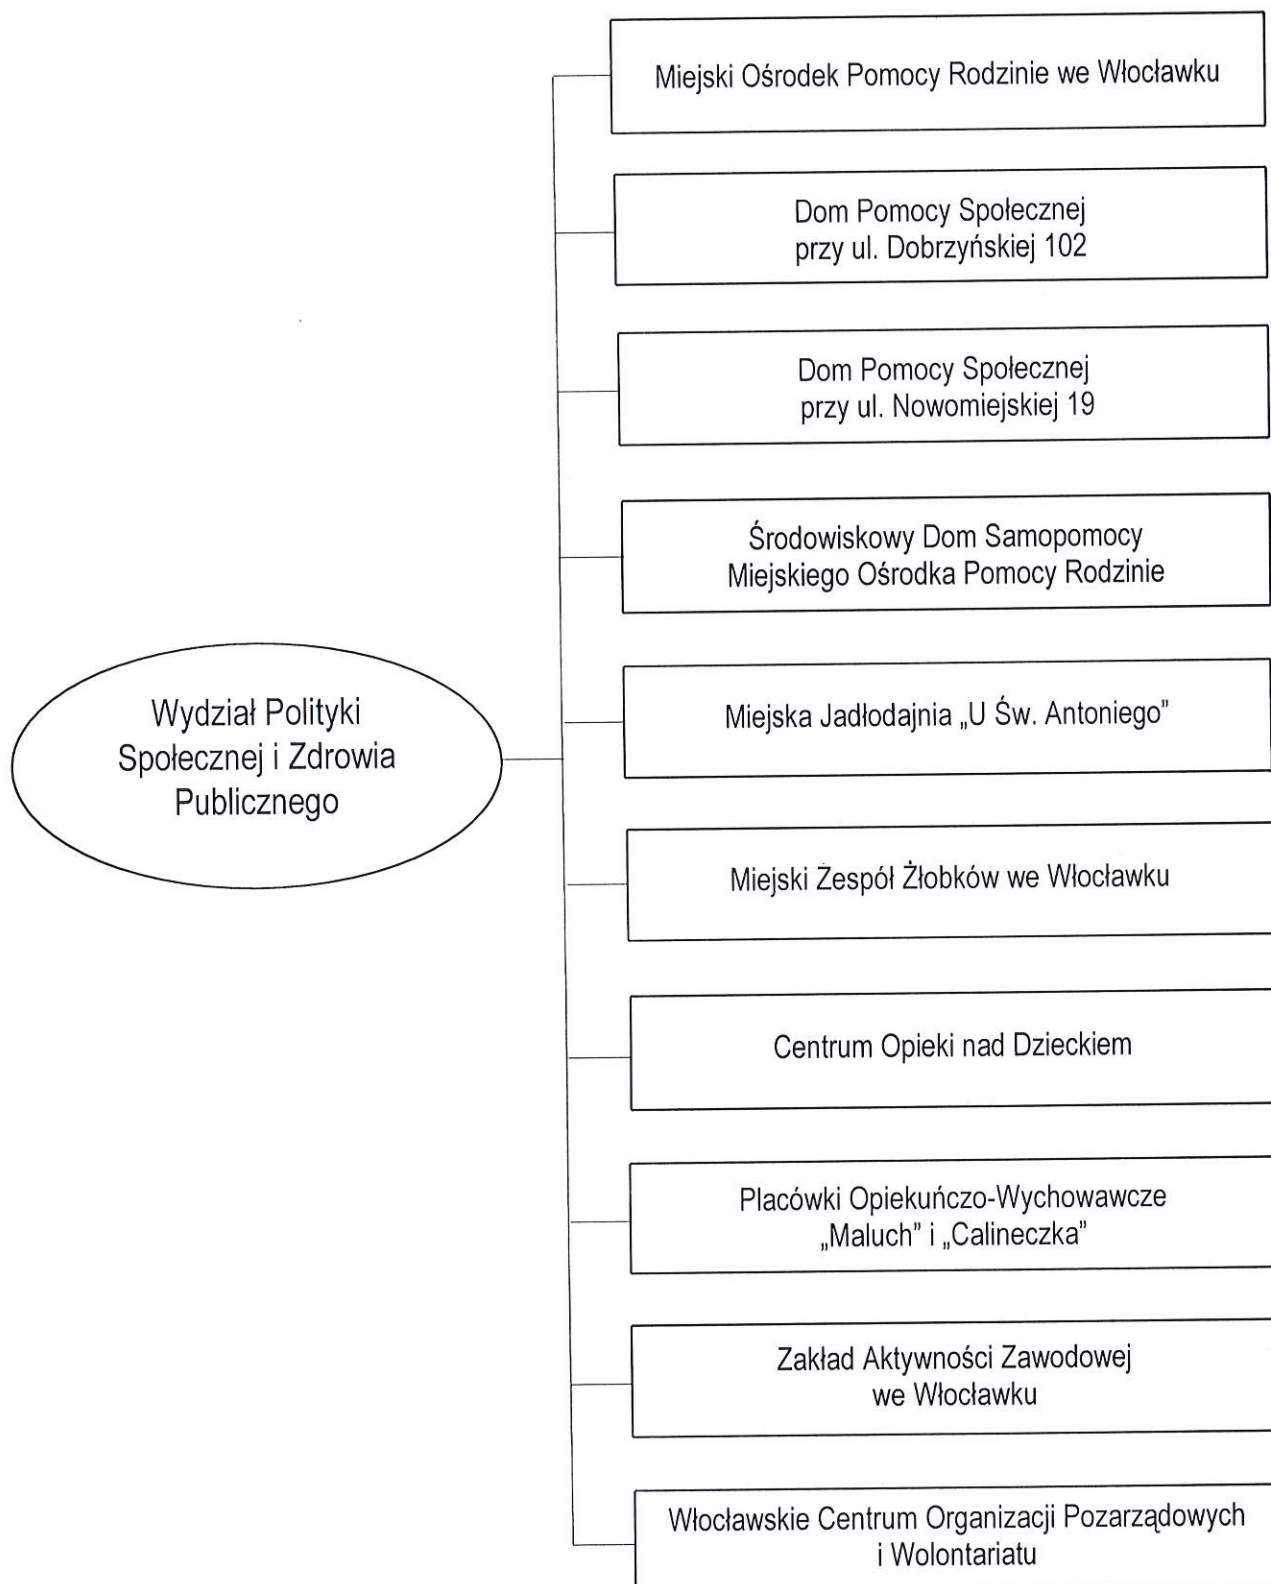 Miejski Ośrodek Pomocy Rodzinie we Włocławku
Dom Pomocy Społecznej
przy ul. Dobrzyńskiej 102
Dom Pomocy Społecznej
przy ul. Nowomiejskiej 19
Środowiskowy Dom Samopomocy
Miejskiego Ośrodka Pomocy Rodzinie
Wydział Polityki
Społecznej i Zdrowia
Publicznego
Miejska Jadłodajnia „U Św. Antoniego”
Miejski Zespół Żłobków we Włocławku
Centrum Opieki nad Dzieckiem
Placówki Opiekuńczo-Wychowawcze
„Maluch” i „Calineczka”
Zakład Aktywności Zawodowej
we Włocławku
Włocławskie Centrum Organizacji Pozarządowych
i Wolontariatu